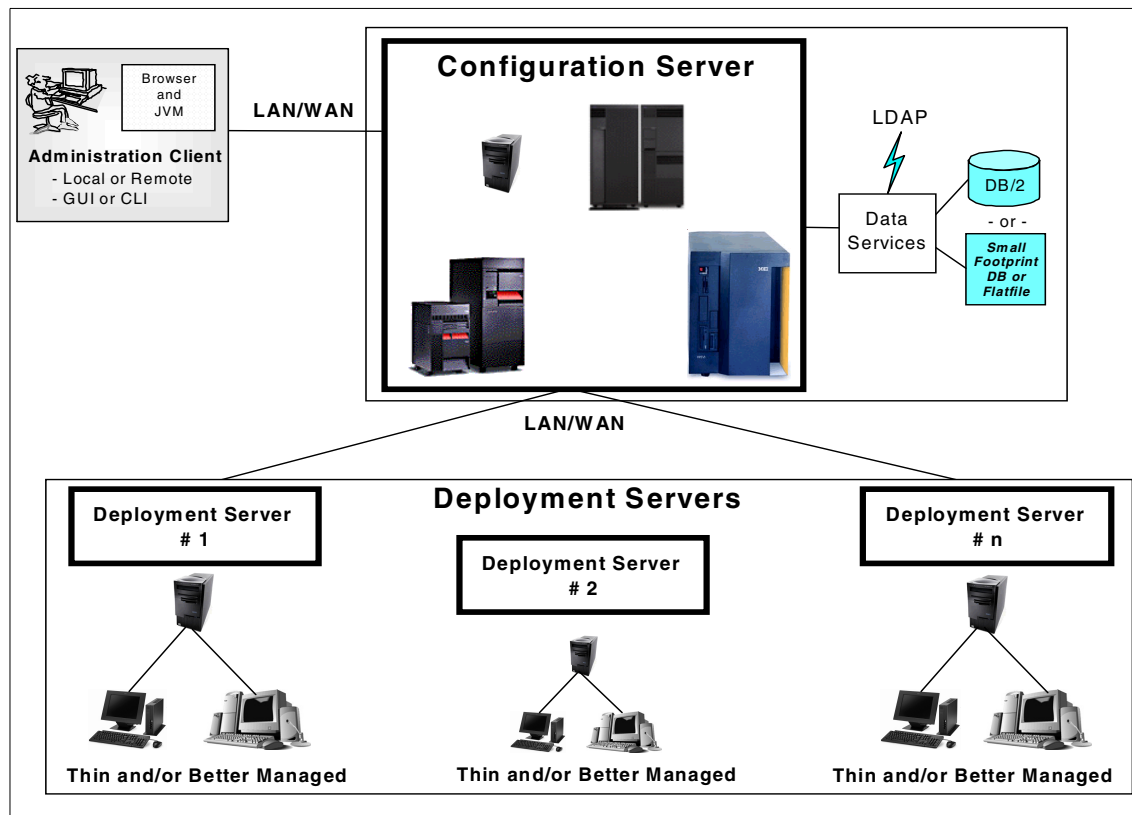 Configuration Server
Browser
and
JVM
LAN/WAN
Administration Client
- Local or Remote
- GUI or CLI
LDAP
DB/2
- or -
Data
Services
Small
Footprint
DB or
Flatfile
LAN/WAN
Deployment Servers
Deployment Server
# 1
Deployment Server
# 2
Deployment Server
# n
Thin and/or Better Managed
Thin and/or Better Managed
Thin and/or Better Managed